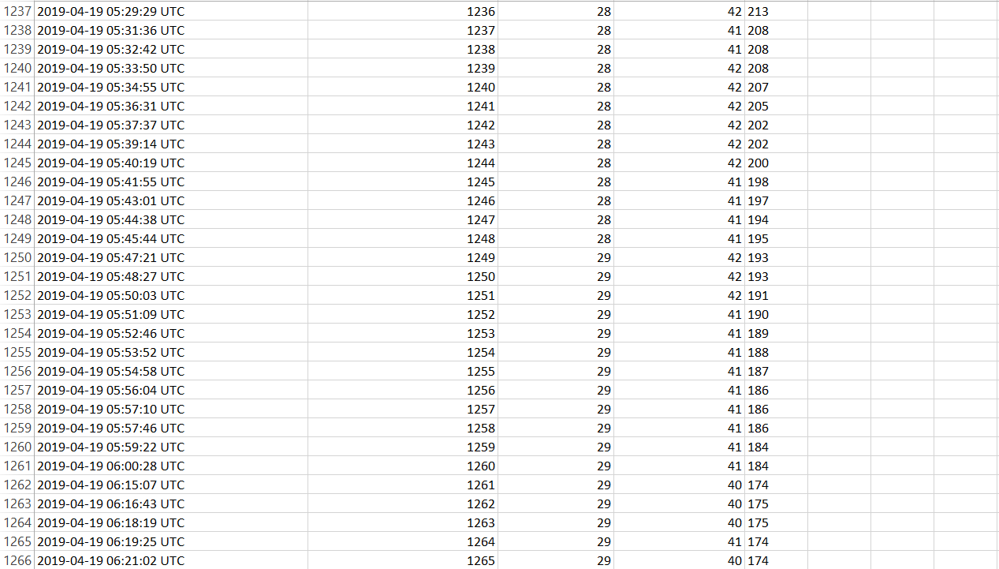 1237 2019-04-19 05:29:29 UTC 1236 28 42 213
1238 2019-04-19 05:31:36 UTC 1237 28 41 208
1239 2019-04-19 05:32:42 UTC 1238 28 41 208
1240 2019-04-19 05:33:50 UTC 1239 28 42 208
1241 2019-04-19 05:34:55 UTC 1240 28 42 207
1242 2019-04-19 05:36:31 UTC 1241 28 42 205
1243 2019-04-19 05:37:37 UTC 1242 28 42 202
1244 2019-04-19 05:39:14 UTC 1243 28 42 202
1245 2019-04-19 05:40:19 UTC 1244 28 42 200
1246 2019-04-19 05:41:55 UTC 1245 28 41 198
1247 2019-04-19 05:43:01 UTC 1246 28 41 197
1248 2019-04-19 05:44:38 UTC 1247 28 41 194
1249 2019-04-19 05:45:44 UTC 1248 28 41 195
1250 2019-04-19 05:47:21 UTC 1249 29 42 193
1251 2019-04-19 05:48:27 UTC 1250 29 42 193
1252 2019-04-19 05:50:03 UTC 1251 29 42 191
1253 2019-04-19 05:51:09 UTC 1252 29 41 190
1254 2019-04-19 05:52:46 UTC 1253 29 41 189
1255 2019-04-19 05:53:52 UTC 1254 29 41 188
1256 2019-04-19 05:54:58 UTC 1255 29 41 187
1257 2019-04-19 05:56:04 UTC 1256 29 41 186
1258 2019-04-19 05:57:10 UTC 1257 29 41 186
1259 2019-04-19 05:57:46 UTC 1258 29 41 186
1260 2019-04-19 05:59:22 UTC 1259 29 41 184
1261 2019-04-19 06:00:28 UTC 1260 29 41 184
1262 2019-04-19 06:15:07 UTC 1261 29 40 174
1263 2019-04-19 06:16:43 UTC 1262 29 40 175
1264 2019-04-19 06:18:19 UTC 1263 29 40 175
1265 2019-04-19 06:19:25 UTC 1264 29 41 174
1266 2019-04-19 06:21:02 UTC 1265 29 40 174